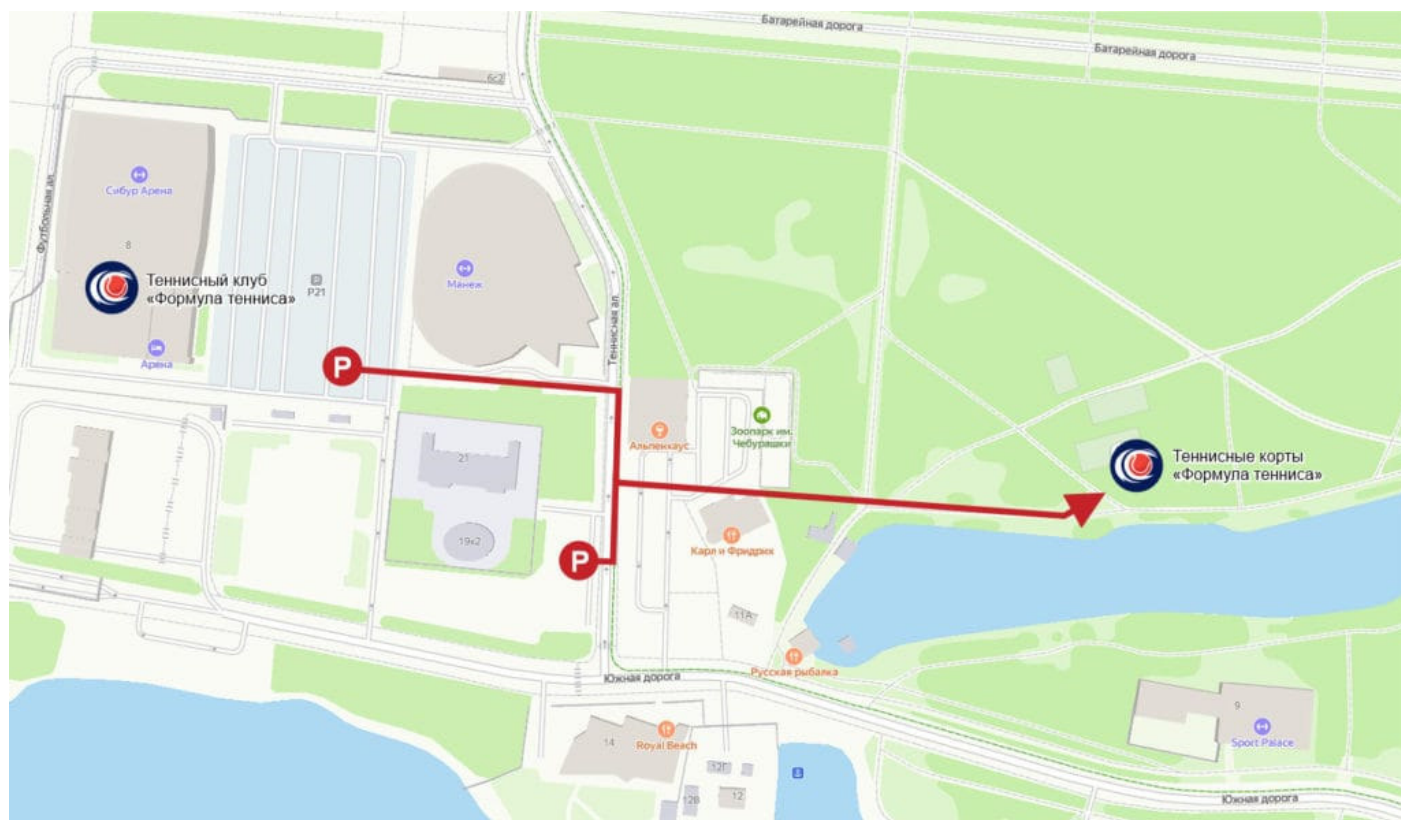 Батарейная дорога
Батарейная дорога
6с2
Сибур Арена
Футбольная ал.
8
Теннисный клуб
«Формула тенниса»
P
P21
Манеж
Теннисная ал.
Арена
P
Альпенхаус
Зоопарк им.
Чебурашки
21
Теннисные корты
«Формула тенниса»
19к2
Карл и Фридрих
P
11А
Русская рыбалка
Южная дорога
9
Sport Palace
14
Royal Beach
12Г
12В
12
Южная дорога